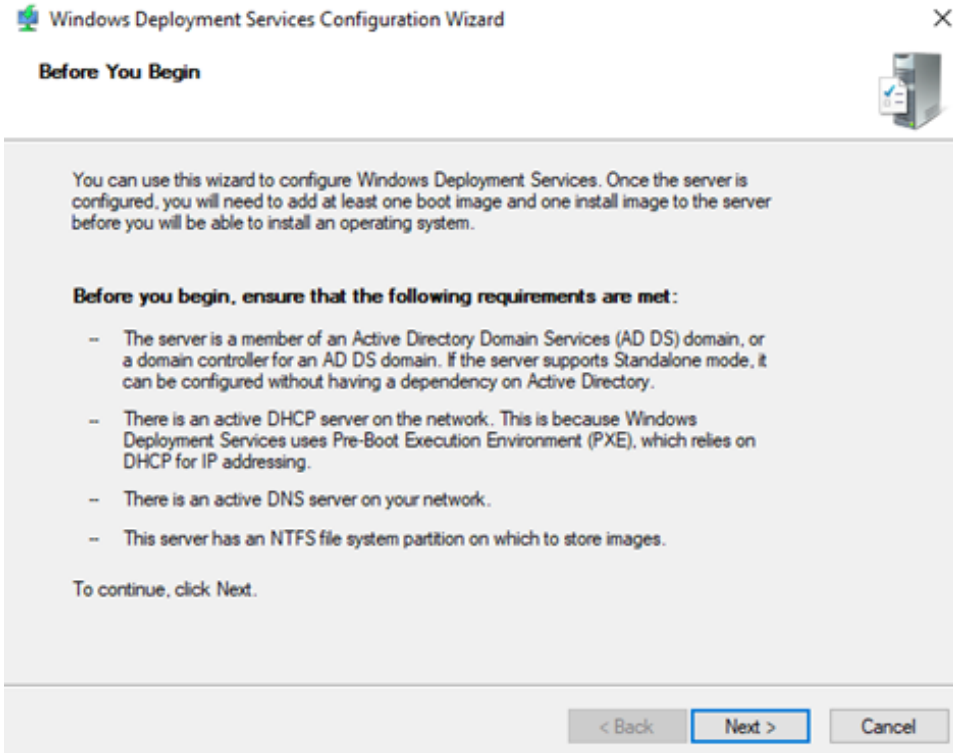 Windows Deployment Services Configuration Wizard
Before You Begin
You can use this wizard to configure Windows Deployment Services. Once the server is
configured, you will need to add at least one boot image and one install image to the server
before you will be able to install an operating system.
Before you begin, ensure that the following requirements are met:
-- The server is a member of an Active Directory Domain Services (AD DS) domain, or
a domain controller for an AD DS domain. If the server supports Standalone mode, it
can be configured without having a dependency on Active Directory.
-- There is an active DHCP server on the network. This is because Windows
Deployment Services uses Pre-Boot Execution Environment (PXE), which relies on
DHCP for IP addressing.
-- There is an active DNS server on your network.
-- This server has an NTFS file system partition on which to store images.
To continue, click Next.
< Back Next > Cancel